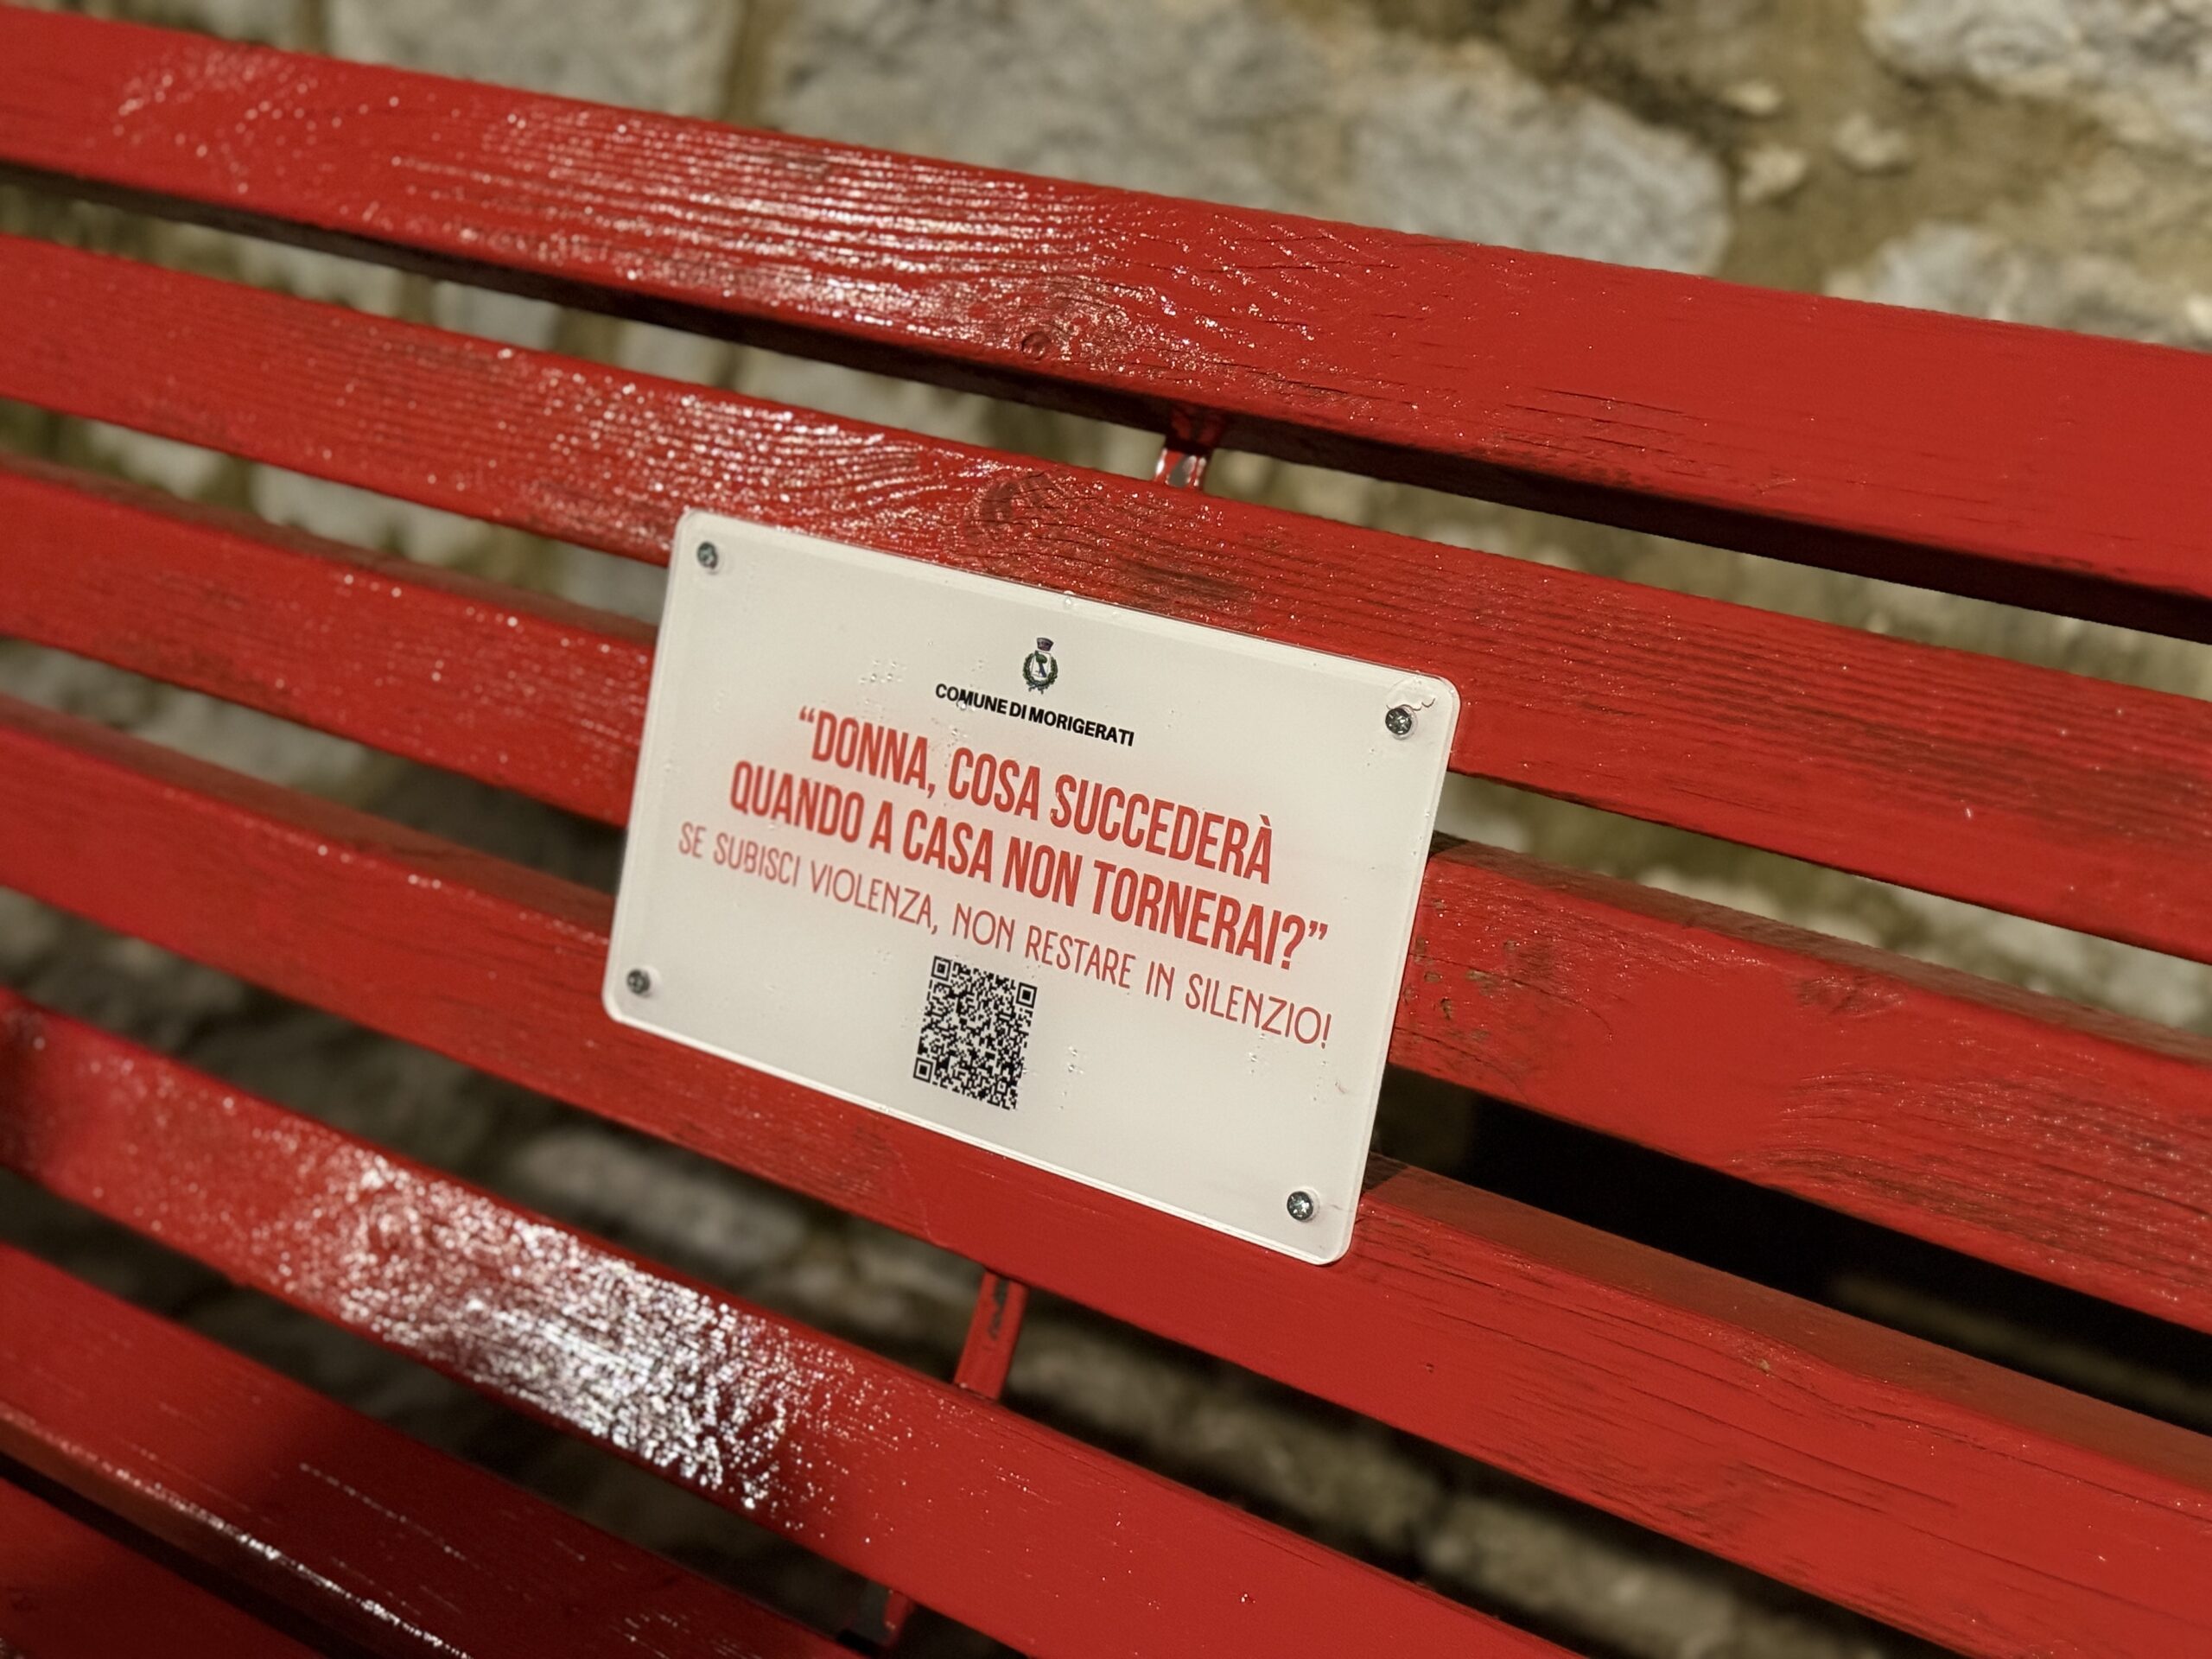 COMUNE DI MORIGERATI
“DONNA, COSA SUCCEDERÀ
QUANDO A CASA NON TORNERAI?”
SE SUBISCI VIOLENZA, NON RESTARE IN SILENZIO!